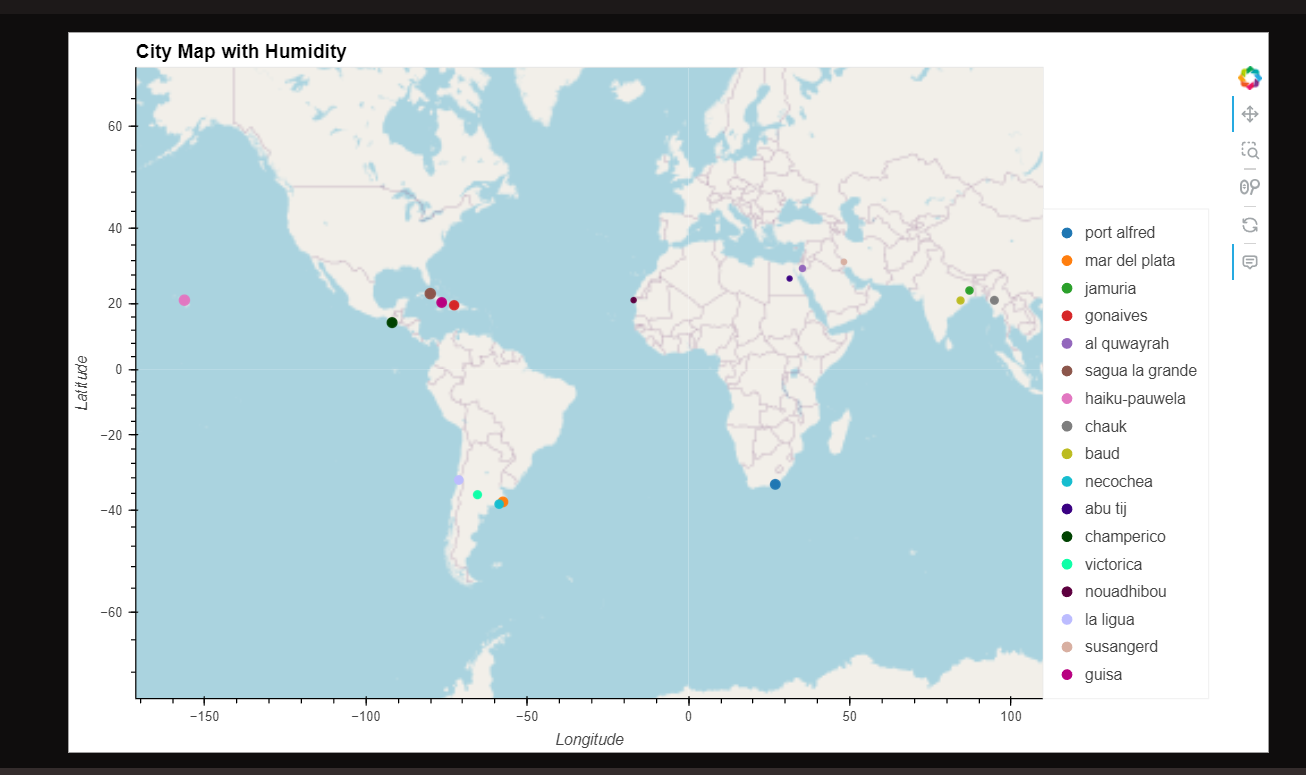 City Map with Humidity
60
40
20
0
−20
−40
−60
Latitude
−150
−100
−50
0
50
100
Longitude
port alfred
mar del plata
jamuria
gonaives
al quwayrah
sagua la grande
haiku-pauwela
chauk
baud
necochea
abu tij
champerico
victorica
nouadhibou
la ligua
susangerd
guisa